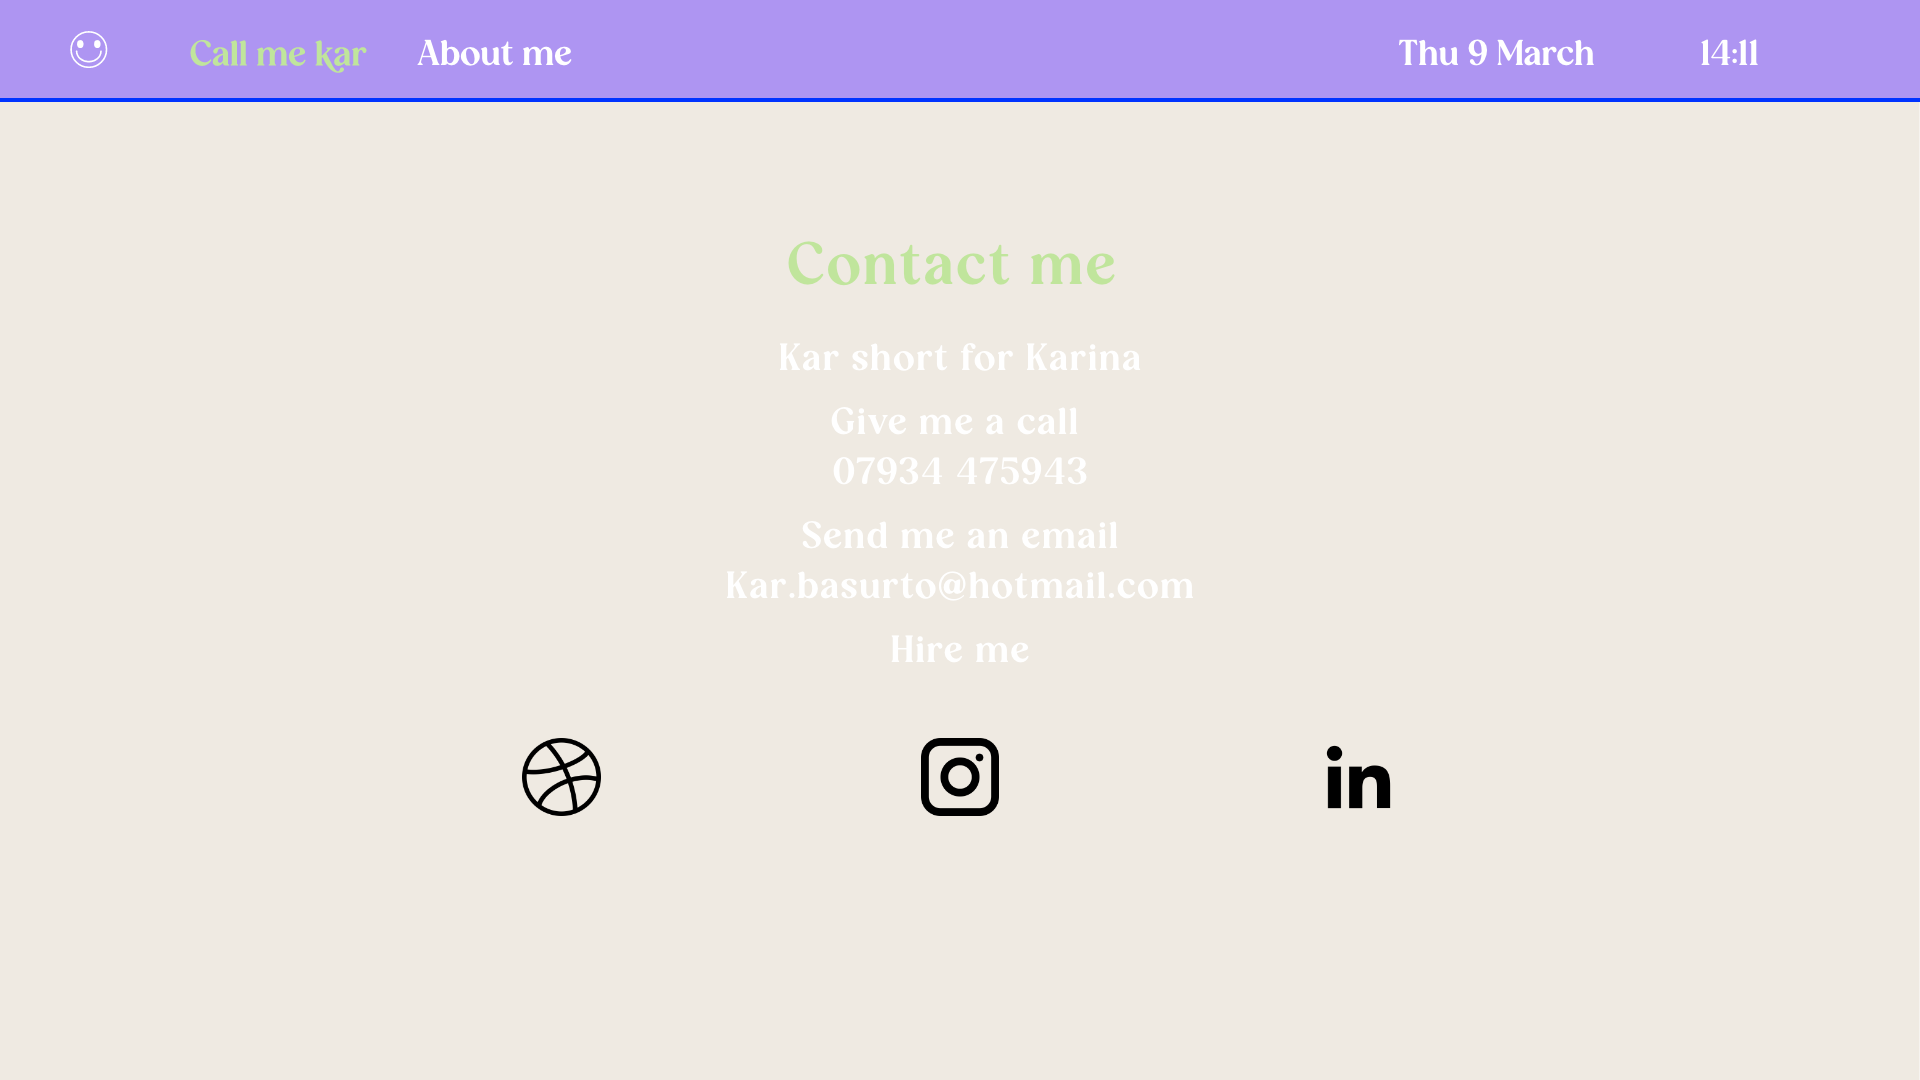 Call me kar
About me
Thu 9 March
14:11
Contact me
Kar short for Karina
Give me a call
07934 475943
Send me an email
Kar.basurto@hotmail.com
Hire me
in